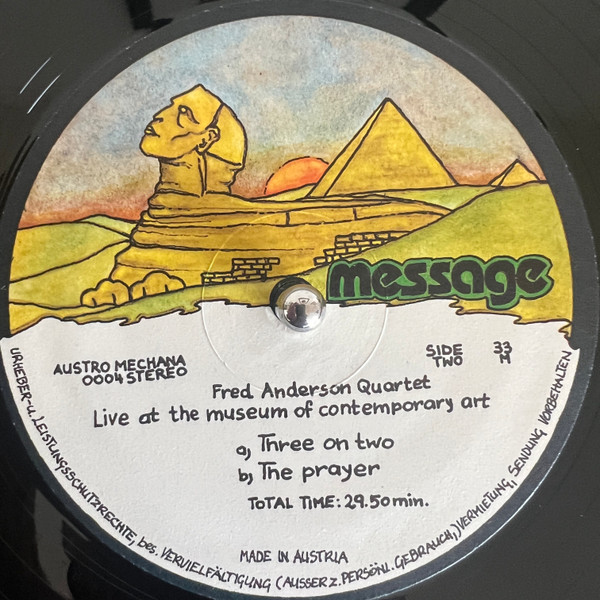 message
AUSTRO MECHANA
0004 STEREO
SIDE TWO
33 M
Fred Anderson Quartet
Live at the museum of contemporary art
a) Three on two
b) The prayer
TOTAL TIME: 29.50 min.
MADE IN AUSTRIA
URHEBER-u. LEISTUNGSSCHUTZRECHTE, bes. VERVIELFÄLTIGUNG (AUSSER z. PERSÖNL. GEBRAUCH,) VERMIETUNG, SENDUNG VORBEHALTEN